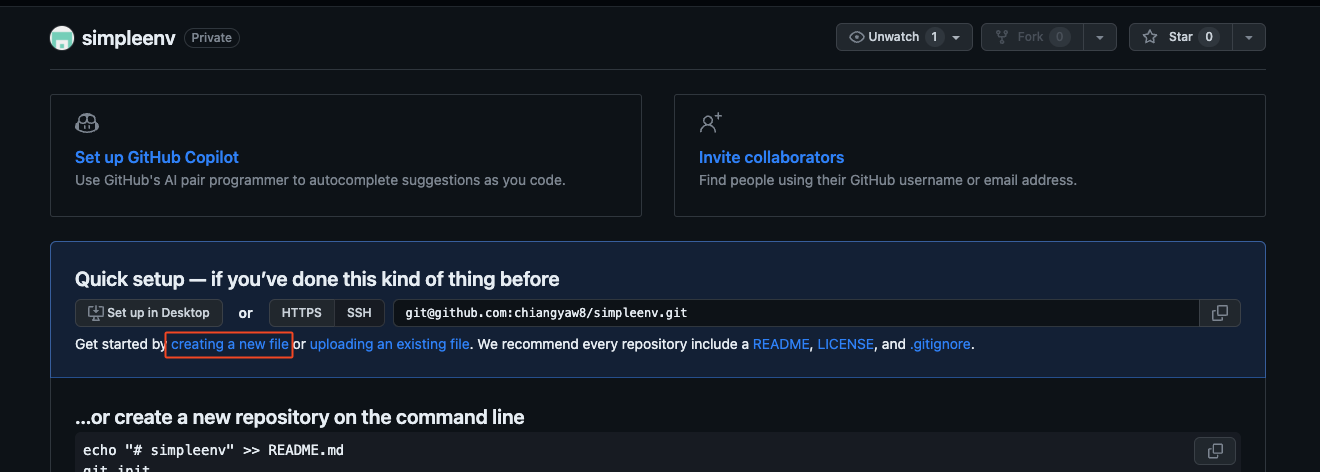 simpleenv Private Unwatch 1 Fork 0 Star 0
Set up GitHub Copilot
Use GitHub's AI pair programmer to autocomplete suggestions as you code.
Invite collaborators
Find people using their GitHub username or email address.
Quick setup — if you’ve done this kind of thing before
Set up in Desktop or HTTPS SSH git@github.com:chiangyaw8/simpleenv.git
Get started by creating a new file or uploading an existing file. We recommend every repository include a README, LICENSE, and .gitignore.
…or create a new repository on the command line
echo "# simpleenv" >> README.md
git init